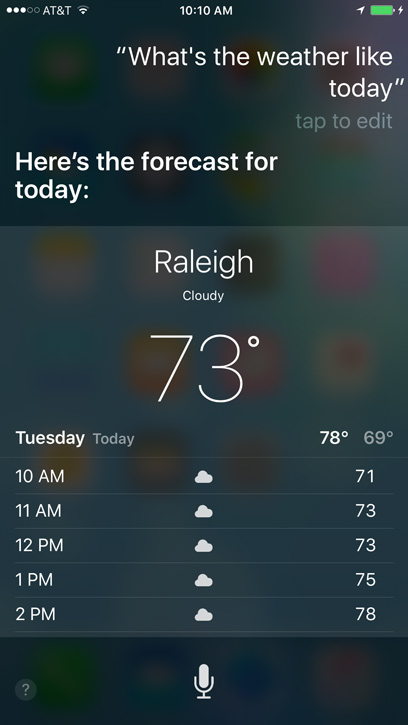 AT&T 10:10 AM
“What's the weather like
today”
tap to edit
Here’s the forecast for
today:
Raleigh
Cloudy
73°
Tuesday Today 78° 69°
10 AM 71
11 AM 73
12 PM 73
1 PM 75
2 PM 78
?